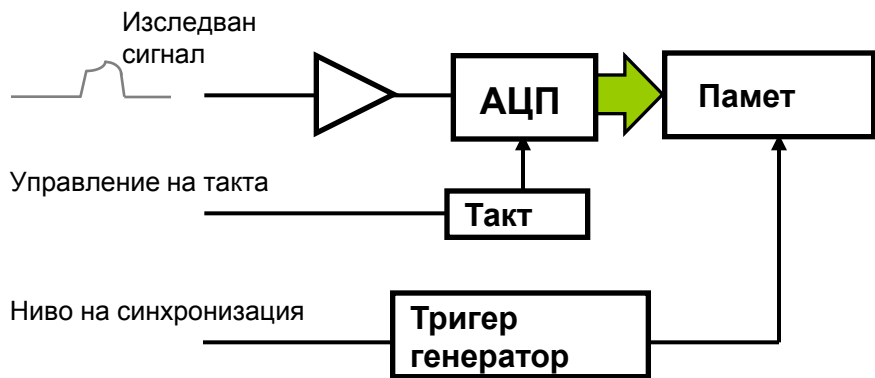 Изследван
сигнал
АЦП
Памет
Управление на такта
Такт
Ниво на синхронизация
Тригер
генератор